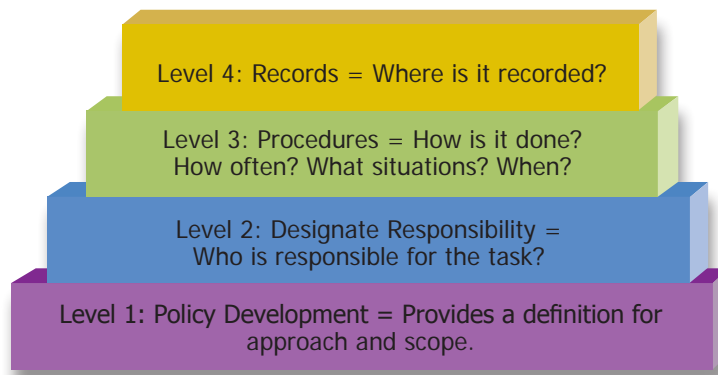 Level 4: Records = Where is it recorded?
Level 3: Procedures = How is it done?
How often? What situations? When?
Level 2: Designate Responsibility =
Who is responsible for the task?
Level 1: Policy Development = Provides a definition for
approach and scope.